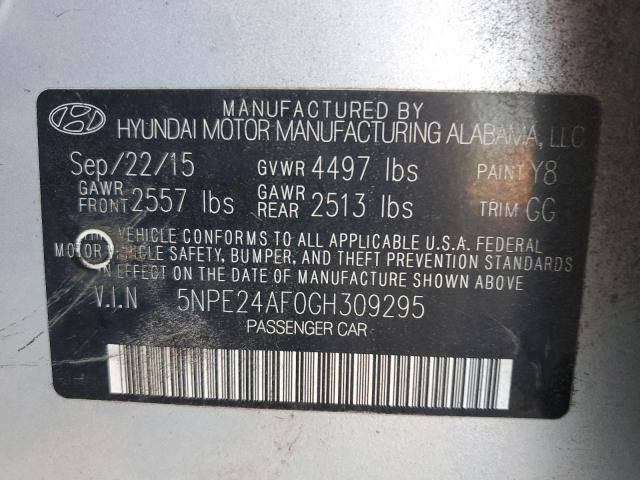 MANUFACTURED BY
HYUNDAI MOTOR MANUFACTURING ALABAMA, LLC
Sep/22/15 GVWR 4497 lbs PAINT Y8
GAWR FRONT 2557 lbs GAWR REAR 2513 lbs TRIM GG
VEHICLE CONFORMS TO ALL APPLICABLE U.S.A. FEDERAL
MOTOR VEHICLE SAFETY, BUMPER, AND THEFT PREVENTION STANDARDS
IN EFFECT ON THE DATE OF MANUFACTURE SHOWN ABOVE
V.I.N 5NPE24AF0GH309295
PASSENGER CAR